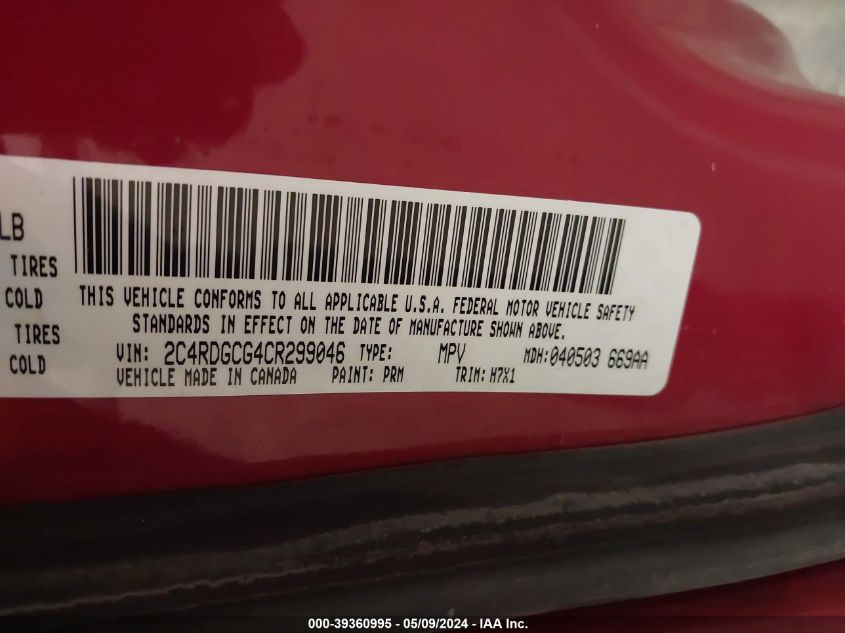 LB
TIRES
COLD
TIRES
COLD
THIS VEHICLE CONFORMS TO ALL APPLICABLE U.S.A. FEDERAL MOTOR VEHICLE SAFETY
STANDARDS IN EFFECT ON THE DATE OF MANUFACTURE SHOWN ABOVE.
VIN: 2C4RDGCG4CR299046 TYPE: MPV MDH:040503 669AA
VEHICLE MADE IN CANADA PAINT: PRM TRIM: H7X1
000-39360995 - 05/09/2024 - IAA Inc.